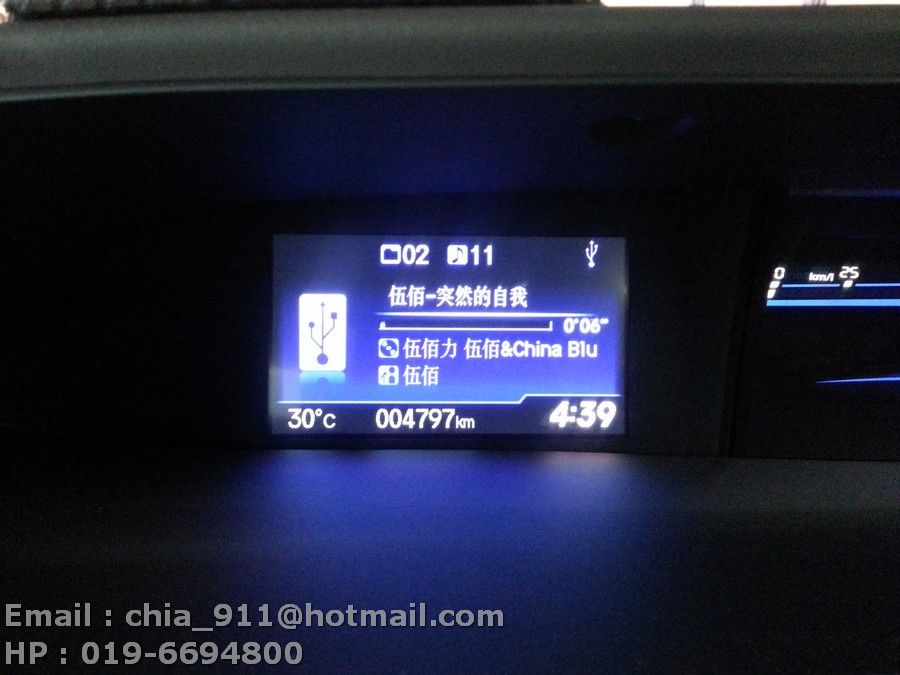 02 11
伍佰-突然的自我
0'06"
伍佰力 伍佰&China Blu
伍佰
30°C 004797km 4:39
0 km/l 25
Email : chia_911@hotmail.com
HP : 019-6694800